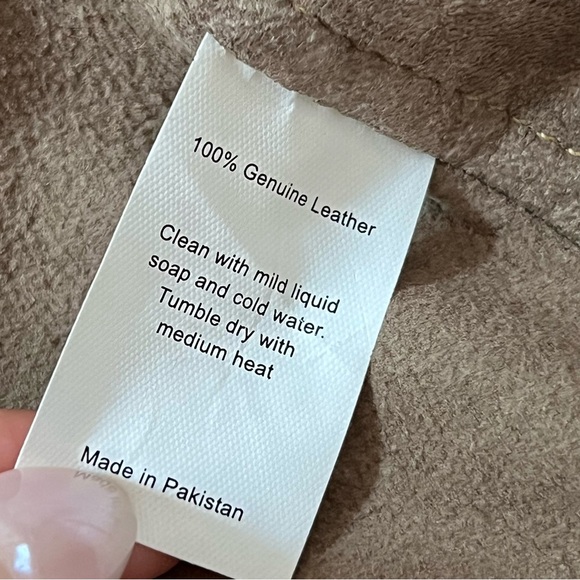 100% Genuine Leather
Clean with mild liquid
soap and cold water.
Tumble dry with
medium heat
Made in Pakistan